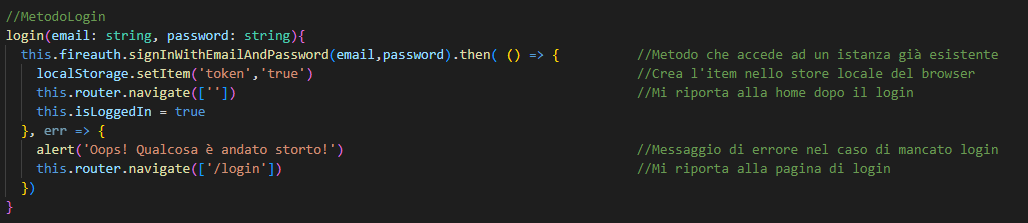 //MetodoLogin
login(email: string, password: string){
  this.fireauth.signInWithEmailAndPassword(email,password).then( () => {          //Metodo che accede ad un istanza già esistente
    localStorage.setItem('token','true')                                          //Crea l'item nello store locale del browser
    this.router.navigate([''])                                                    //Mi riporta alla home dopo il login
    this.isLoggedIn = true
  }, err => {
    alert('Oops! Qualcosa è andato storto!')                                      //Messaggio di errore nel caso di mancato login
    this.router.navigate(['/login'])                                              //Mi riporta alla pagina di login
  })
}